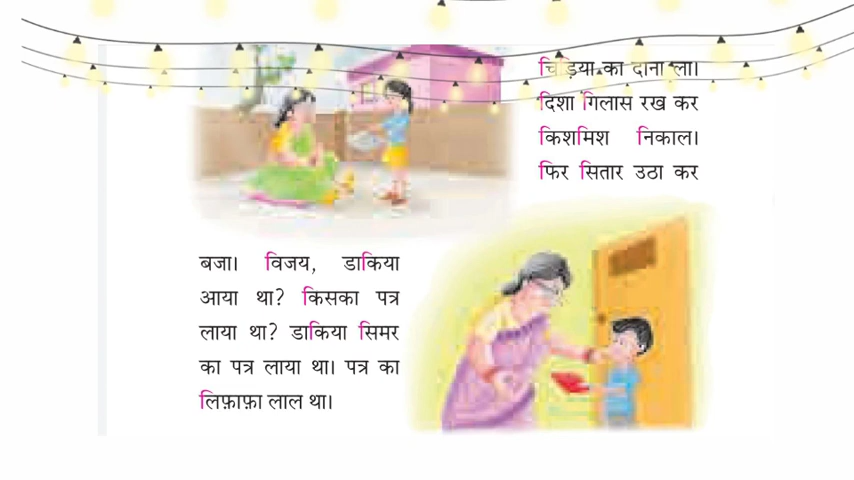 चिड़िया का दाना ला।
दिशा गिलास रख कर
किशमिश निकाल।
फिर सितार उठा कर
बजा। विजय, डाकिया
आया था? किसका पत्र
लाया था? डाकिया सिमर
का पत्र लाया था। पत्र का
लिफ़ाफ़ा लाल था।